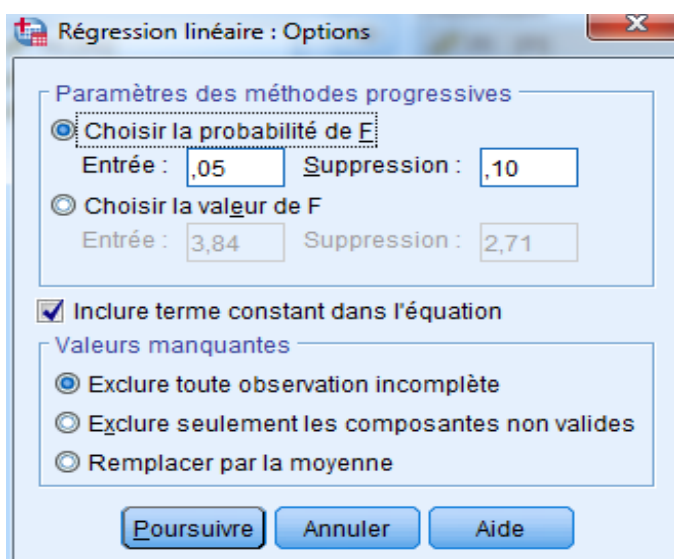 Régression linéaire : Options
Paramètres des méthodes progressives
Choisir la probabilité de F
Entrée : ,05 Suppression : ,10
Choisir la valeur de F
Entrée : 3,84 Suppression : 2,71
Inclure terme constant dans l'équation
Valeurs manquantes
Exclure toute observation incomplète
Exclure seulement les composantes non valides
Remplacer par la moyenne
Poursuivre Annuler Aide